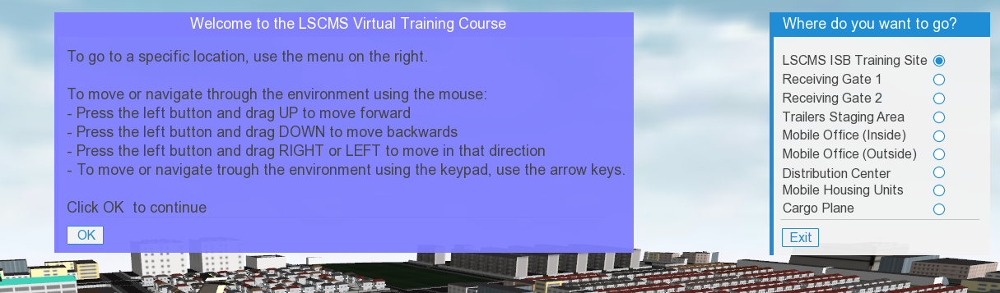 Welcome to the LSCMS Virtual Training Course
To go to a specific location, use the menu on the right.
To move or navigate through the environment using the mouse:
- Press the left button and drag UP to move forward
- Press the left button and drag DOWN to move backwards
- Press the left button and drag RIGHT or LEFT to move in that direction
- To move or navigate trough the environment using the keypad, use the arrow keys.
Click OK  to continue
OK
Where do you want to go?
LSCMS ISB Training Site
Receiving Gate 1
Receiving Gate 2
Trailers Staging Area
Mobile Office (Inside)
Mobile Office (Outside)
Distribution Center
Mobile Housing Units
Cargo Plane
Exit